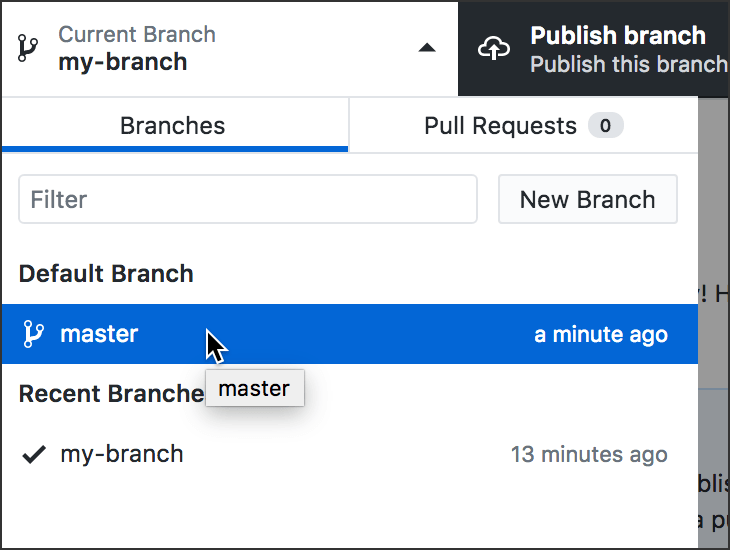 Current Branch
my-branch
Publish branch
Publish this branch
Branches
Pull Requests 0
Filter
New Branch
Default Branch
master a minute ago
master
Recent Branche
my-branch 13 minutes ago